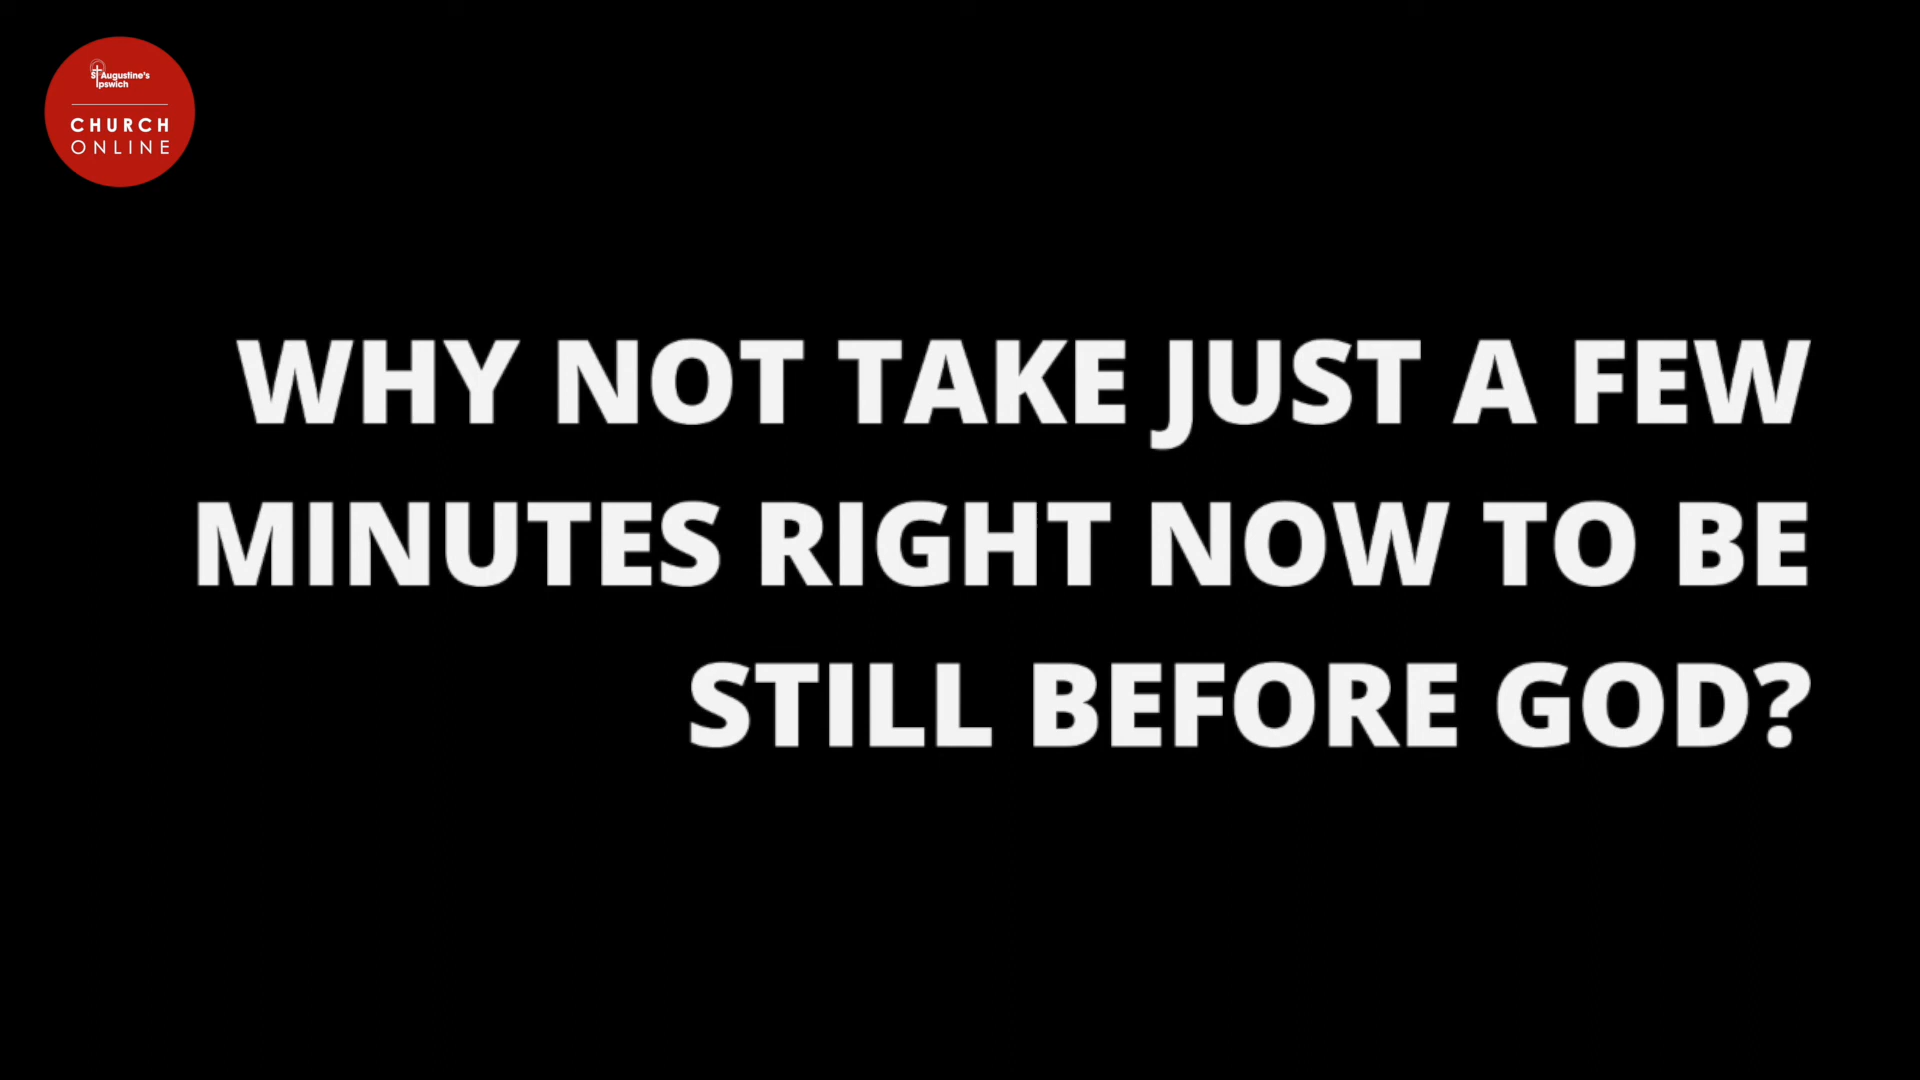 St Augustine's
Ipswich
CHURCH
ONLINE
WHY NOT TAKE JUST A FEW
MINUTES RIGHT NOW TO BE
STILL BEFORE GOD?